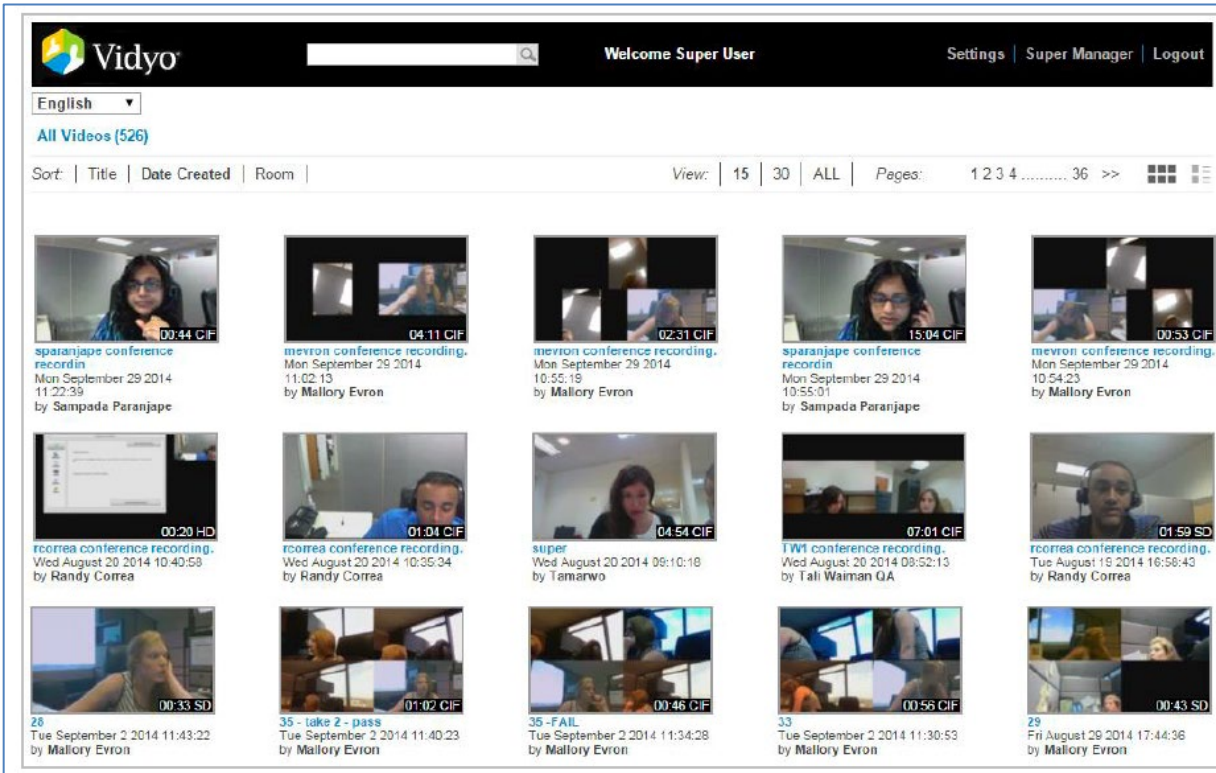 Vidyo Welcome Super User Settings | Super Manager | Logout
English
All Videos (526)
Sort: | Title | Date Created | Room | View: | 15 | 30 | ALL | Pages: 1 2 3 4 .......... 36 >>
00:44 CIF 04:11 CIF 02:31 CIF 15:04 CIF 00:53 CIF
sparanjape conference mevron conference recording. mevron conference recording. sparanjape conference mevron conference recording.
recordin Mon September 29 2014 Mon September 29 2014 recordin Mon September 29 2014
Mon September 29 2014 11:02:13 10:55:19 Mon September 29 2014 10:54:23
11:22:39 by Mallory Evron by Mallory Evron 10:55:01 by Mallory Evron
by Sampada Paranjape by Sampada Paranjape
00:20 HD 01:04 CIF 04:54 CIF 07:01 CIF 01:59 SD
rcorrea conference recording. rcorrea conference recording. super TW1 conference recording. rcorrea conference recording.
Wed August 20 2014 10:40:58 Wed August 20 2014 10:35:34 Wed August 20 2014 09:10:18 Wed August 20 2014 08:52:13 Tue August 19 2014 16:58:43
by Randy Correa by Randy Correa by Tamarwo by Tali Waiman QA by Randy Correa
00:33 SD 01:02 CIF 00:46 CIF 00:56 CIF 00:43 SD
28 35 - take 2 - pass 35 -FAIL 33 29
Tue September 2 2014 11:43:22 Tue September 2 2014 11:40:23 Tue September 2 2014 11:34:28 Tue September 2 2014 11:30:53 Fri August 29 2014 17:44:36
by Mallory Evron by Mallory Evron by Mallory Evron by Mallory Evron by Mallory Evron